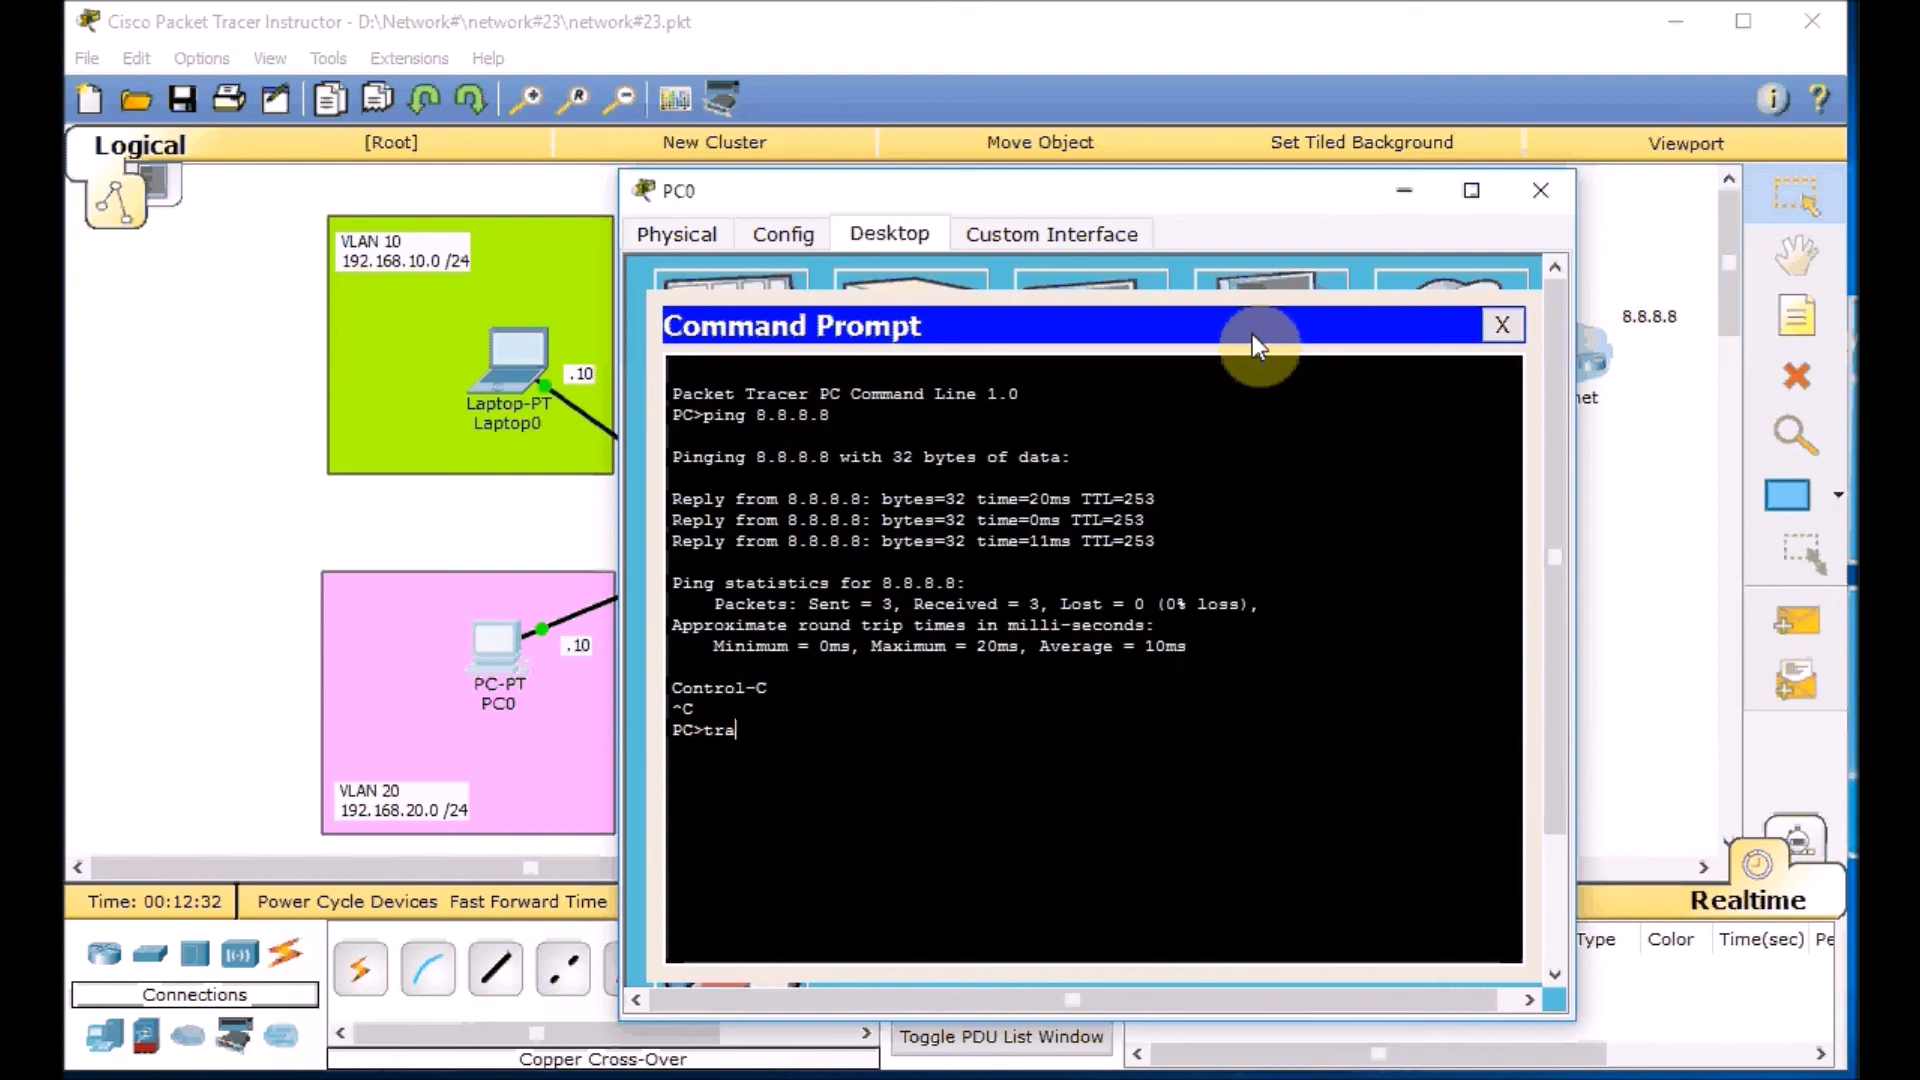 Cisco Packet Tracer Instructor - D:\Network#\network#23\network#23.pkt
File Edit Options View Tools Extensions Help
Logical [Root] New Cluster Move Object Set Tiled Background Viewport
PC0
Physical Config Desktop Custom Interface
VLAN 10
192.168.10.0 /24
.10
Laptop-PT
Laptop0
8.8.8.8
Command Prompt X
Packet Tracer PC Command Line 1.0
PC>ping 8.8.8.8
Pinging 8.8.8.8 with 32 bytes of data:
Reply from 8.8.8.8: bytes=32 time=20ms TTL=253
Reply from 8.8.8.8: bytes=32 time=0ms TTL=253
Reply from 8.8.8.8: bytes=32 time=11ms TTL=253
Ping statistics for 8.8.8.8:
Packets: Sent = 3, Received = 3, Lost = 0 (0% loss),
Approximate round trip times in milli-seconds:
Minimum = 0ms, Maximum = 20ms, Average = 10ms
Control-C
^C
PC>tra
.10
PC-PT
PC0
VLAN 20
192.168.20.0 /24
Time: 00:12:32 Power Cycle Devices Fast Forward Time
Realtime
Type Color Time(sec) Pe
Connections
Toggle PDU List Window
Copper Cross-Over